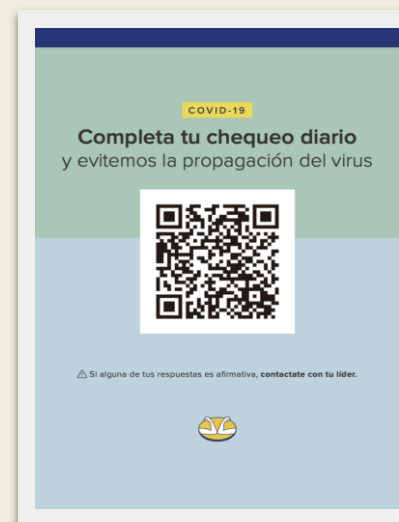 COVID-19
Completa tu chequeo diario
y evitemos la propagación del virus
⚠ Si alguna de tus respuestas es afirmativa, contactate con tu líder.